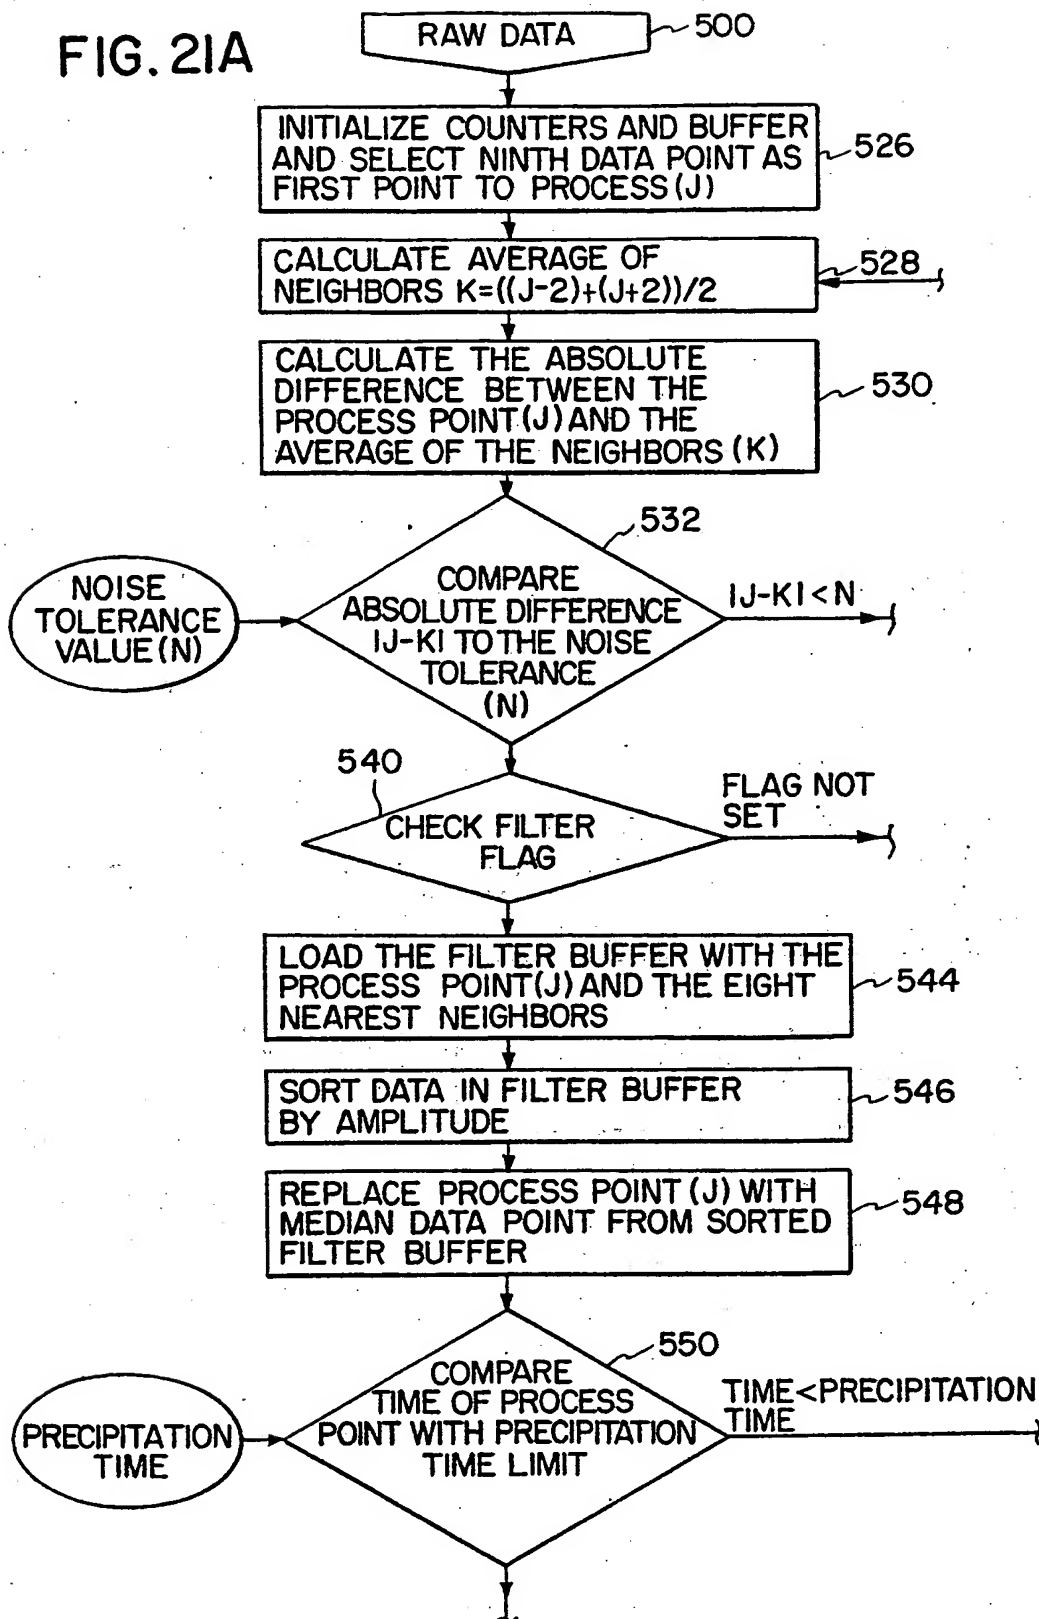 FIG. 21A
RAW DATA
500
INITIALIZE COUNTERS AND BUFFER
AND SELECT NINTH DATA POINT AS
FIRST POINT TO PROCESS (J)
526
CALCULATE AVERAGE OF
NEIGHBORS K=((J-2)+(J+2))/2
528
CALCULATE THE ABSOLUTE
DIFFERENCE BETWEEN THE
PROCESS POINT (J) AND THE
AVERAGE OF THE NEIGHBORS (K)
530
532
NOISE
TOLERANCE
VALUE (N)
COMPARE
ABSOLUTE DIFFERENCE
|J-K| TO THE NOISE
TOLERANCE
(N)
|J-K|<N
540
CHECK FILTER
FLAG
FLAG NOT
SET
LOAD THE FILTER BUFFER WITH THE
PROCESS POINT (J) AND THE EIGHT
NEAREST NEIGHBORS
544
SORT DATA IN FILTER BUFFER
BY AMPLITUDE
546
REPLACE PROCESS POINT (J) WITH
MEDIAN DATA POINT FROM SORTED
FILTER BUFFER
548
550
PRECIPITATION
TIME
COMPARE
TIME OF PROCESS
POINT WITH PRECIPITATION
TIME LIMIT
TIME<PRECIPITATION
TIME